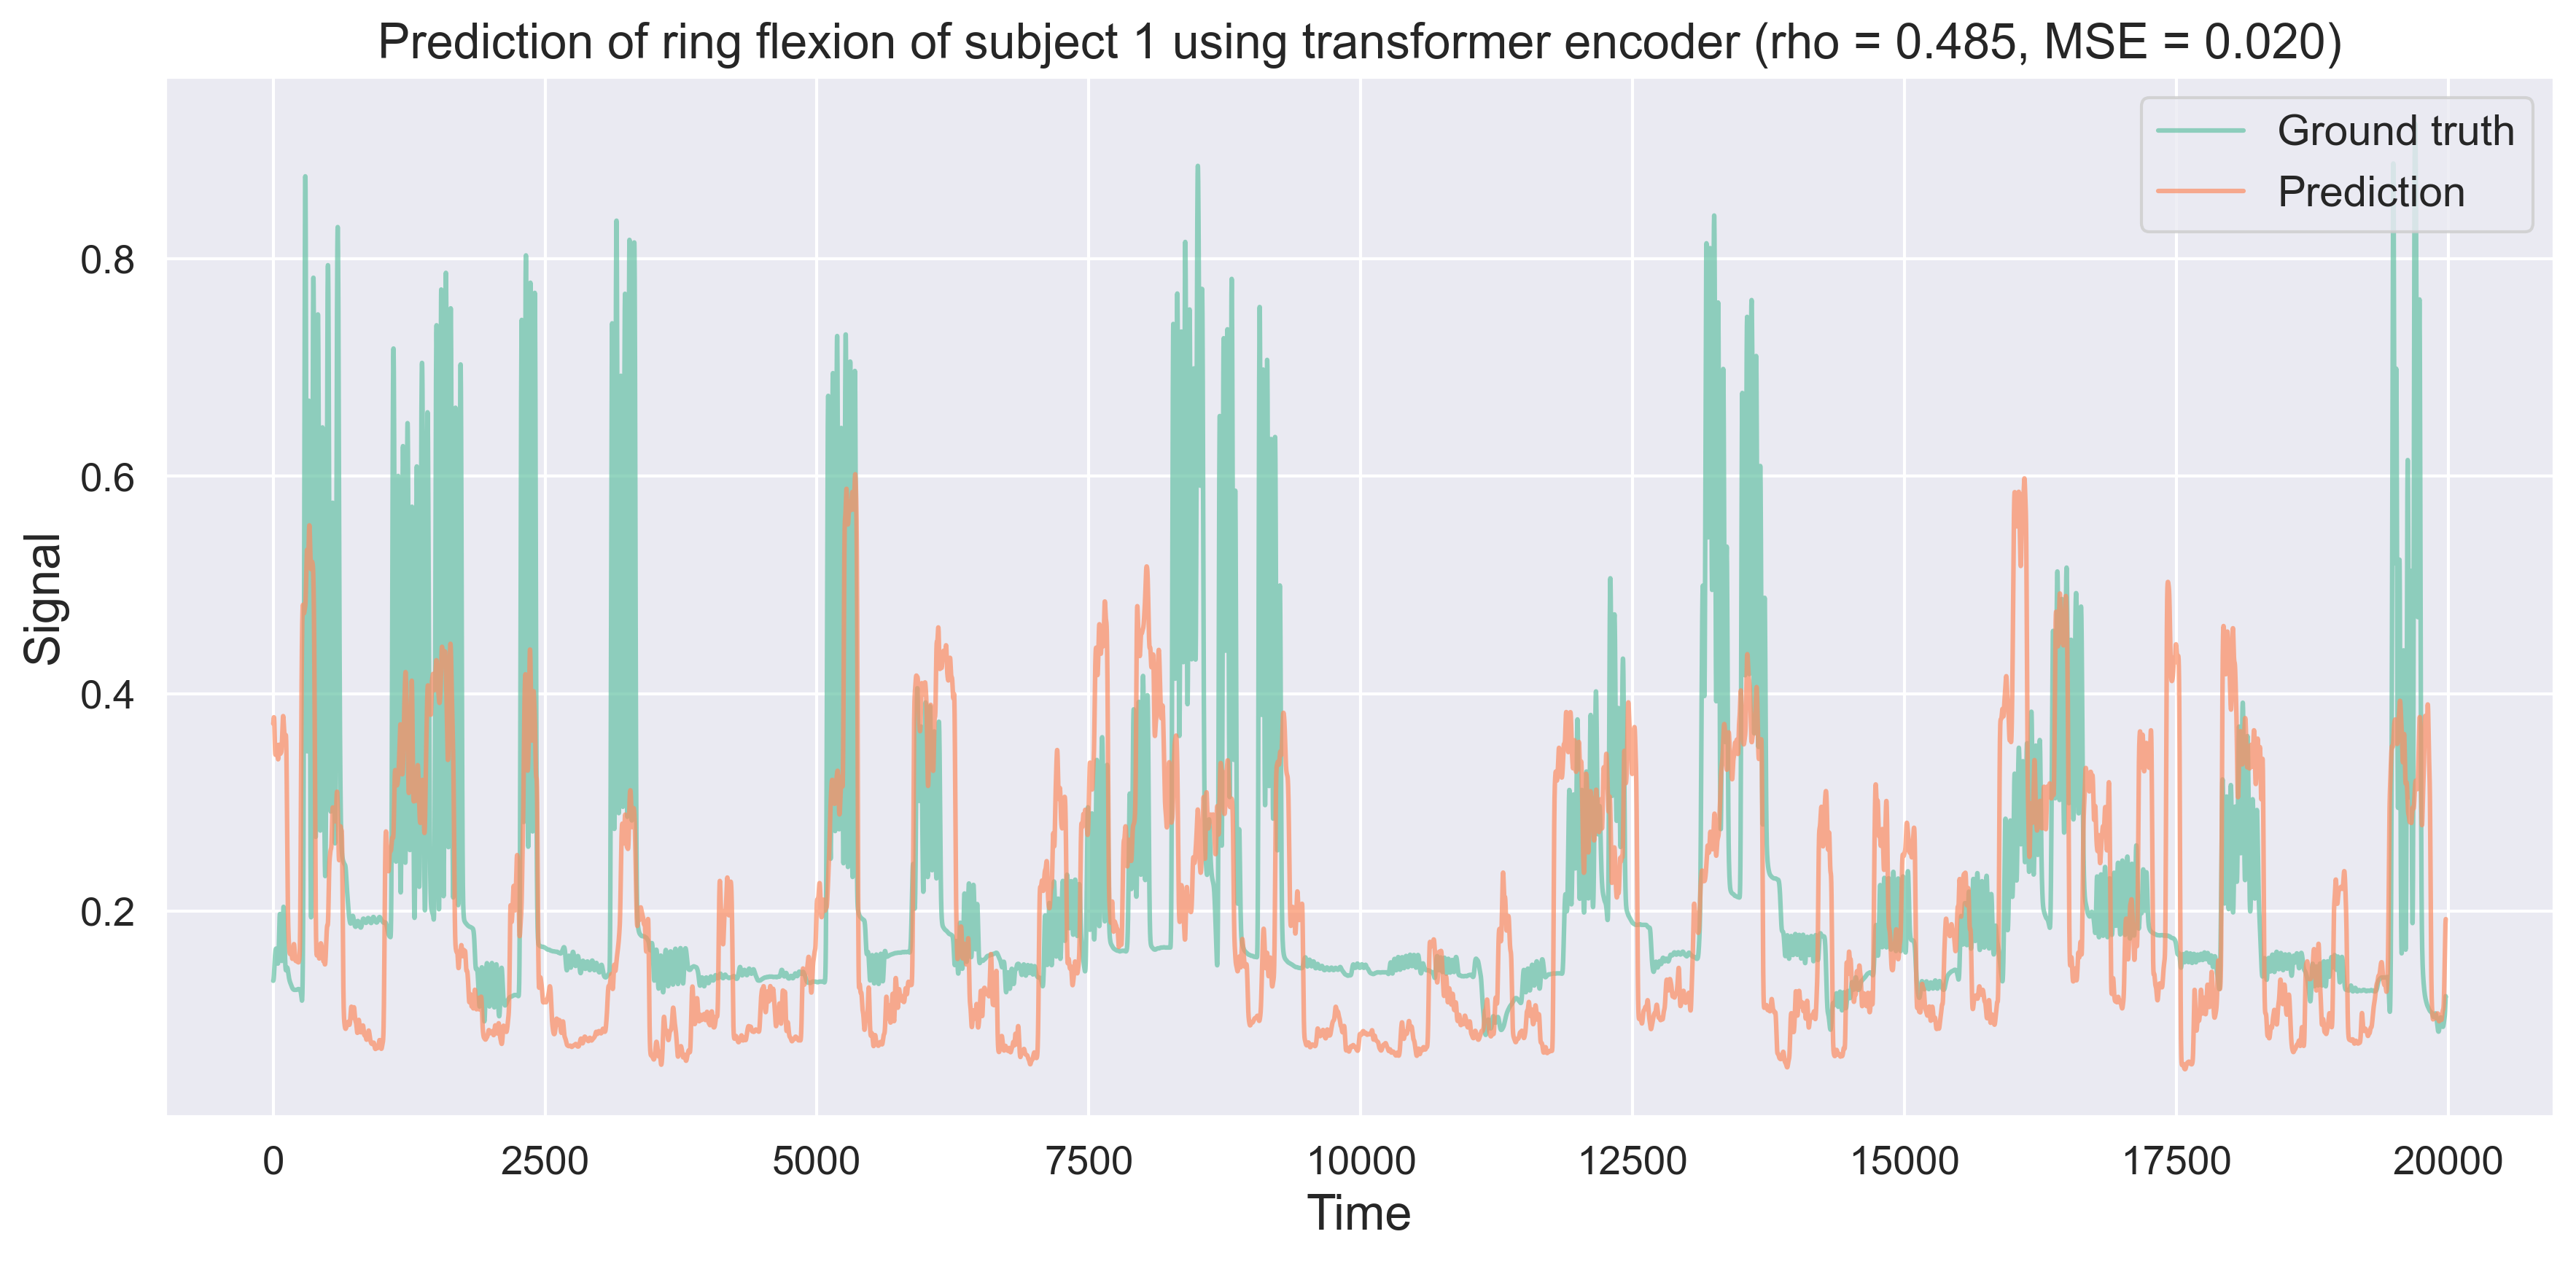 Prediction of ring flexion of subject 1 using transformer encoder (rho = 0.485, MSE = 0.020)
Ground truth
Prediction
Signal
0.8
0.6
0.4
0.2
0 2500 5000 7500 10000 12500 15000 17500 20000
Time